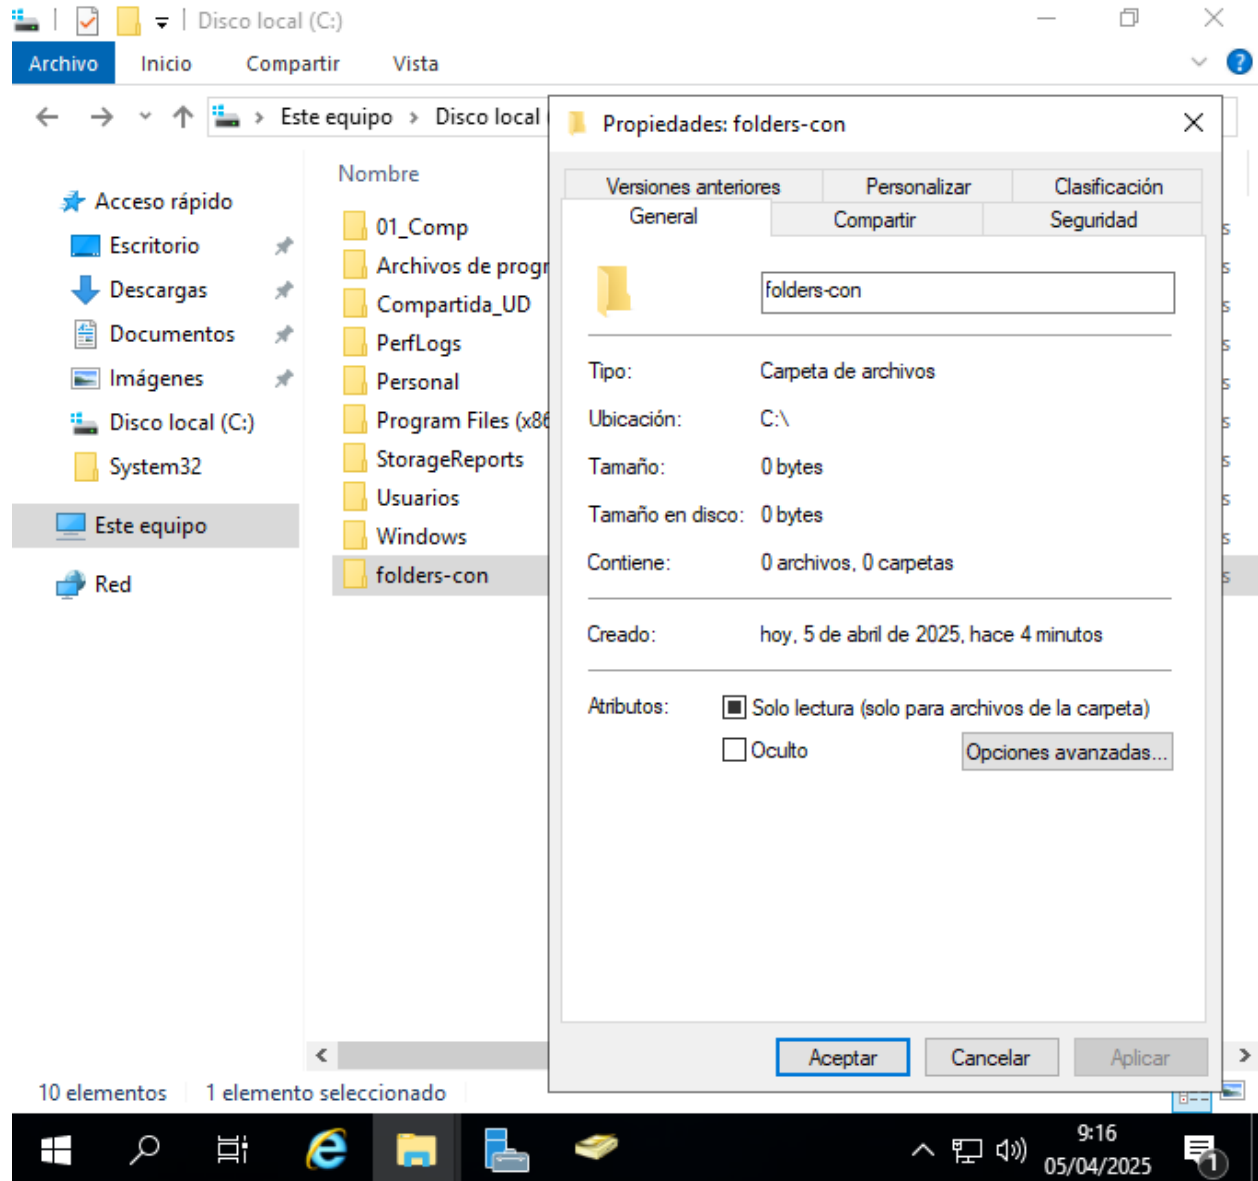 Disco local (C:)
Archivo Inicio Compartir Vista
Este equipo Disco local
Acceso rápido
Escritorio
Descargas
Documentos
Imágenes
Disco local (C:)
System32
Este equipo
Red
Nombre
01_Comp
Archivos de progr
Compartida_UD
PerfLogs
Personal
Program Files (x86
StorageReports
Usuarios
Windows
folders-con
Propiedades: folders-con
Versiones anteriores Personalizar Clasificación
General Compartir Seguridad
folders-con
Tipo: Carpeta de archivos
Ubicación: C:\
Tamaño: 0 bytes
Tamaño en disco: 0 bytes
Contiene: 0 archivos, 0 carpetas
Creado: hoy, 5 de abril de 2025, hace 4 minutos
Atributos: Solo lectura (solo para archivos de la carpeta)
Oculto Opciones avanzadas...
Aceptar Cancelar Aplicar
10 elementos 1 elemento seleccionado
9:16
05/04/2025
1